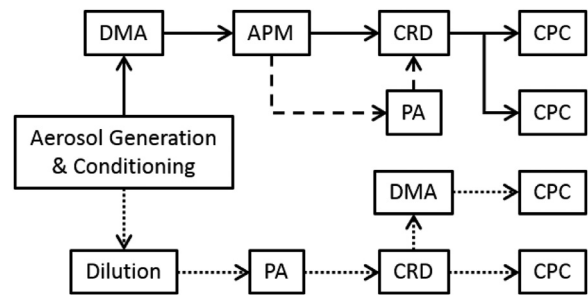 DMA
APM
CRD
CPC
PA
CPC
Aerosol Generation
& Conditioning
DMA
CPC
Dilution
PA
CRD
CPC